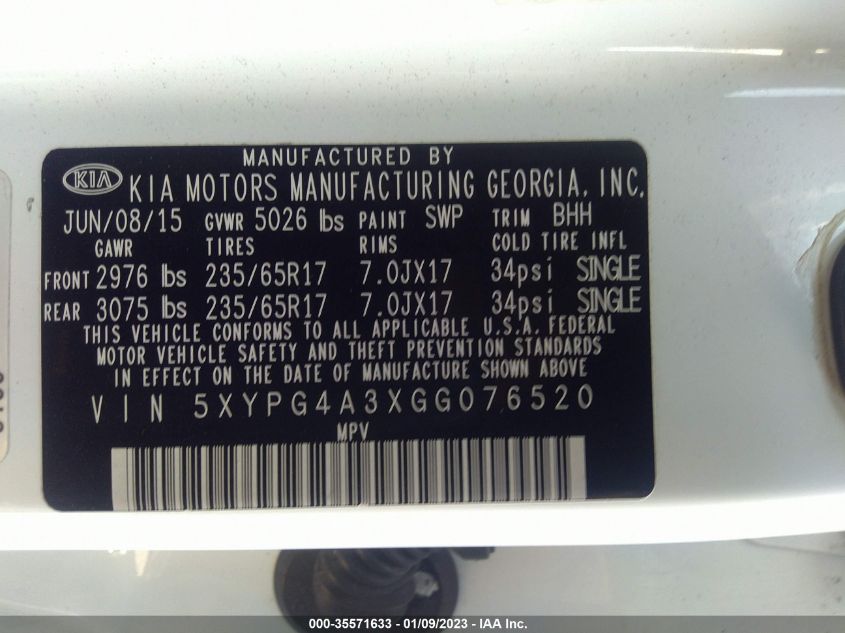 MANUFACTURED BY
KIA KIA MOTORS MANUFACTURING GEORGIA, INC.
JUN/08/15 GVWR 5026 lbs PAINT SWP TRIM BHH
GAWR TIRES RIMS COLD TIRE INFL
FRONT 2976 lbs 235/65R17 7.0JX17 34psi SINGLE
REAR 3075 lbs 235/65R17 7.0JX17 34psi SINGLE
THIS VEHICLE CONFORMS TO ALL APPLICABLE U.S.A. FEDERAL
MOTOR VEHICLE SAFETY AND THEFT PREVENTION STANDARDS
IN EFFECT ON THE DATE OF MANUFACTURE SHOWN ABOVE
VIN 5XYPG4A3XGG076520
MPV
000-35571633 - 01/09/2023 - IAA Inc.